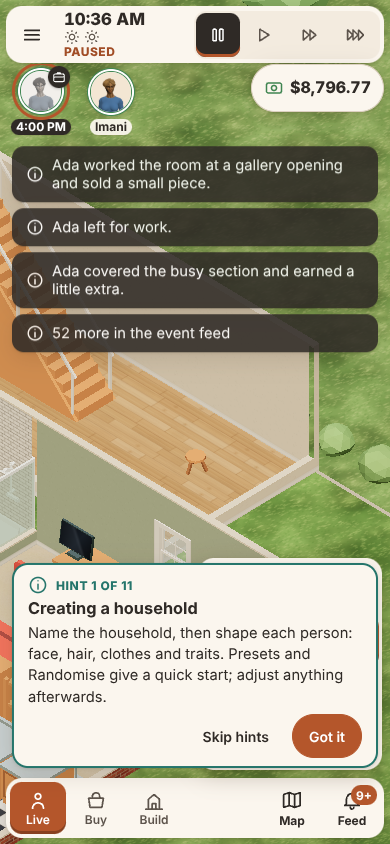 10:36 AM
PAUSED
$8,796.77
4:00 PM
Imani
Ada worked the room at a gallery opening
and sold a small piece.
Ada left for work.
Ada covered the busy section and earned a
little extra.
52 more in the event feed
HINT 1 OF 11
Creating a household
Name the household, then shape each person:
face, hair, clothes and traits. Presets and
Randomise give a quick start; adjust anything
afterwards.
Skip hints
Got it
9+
Live
Buy
Build
Map
Feed